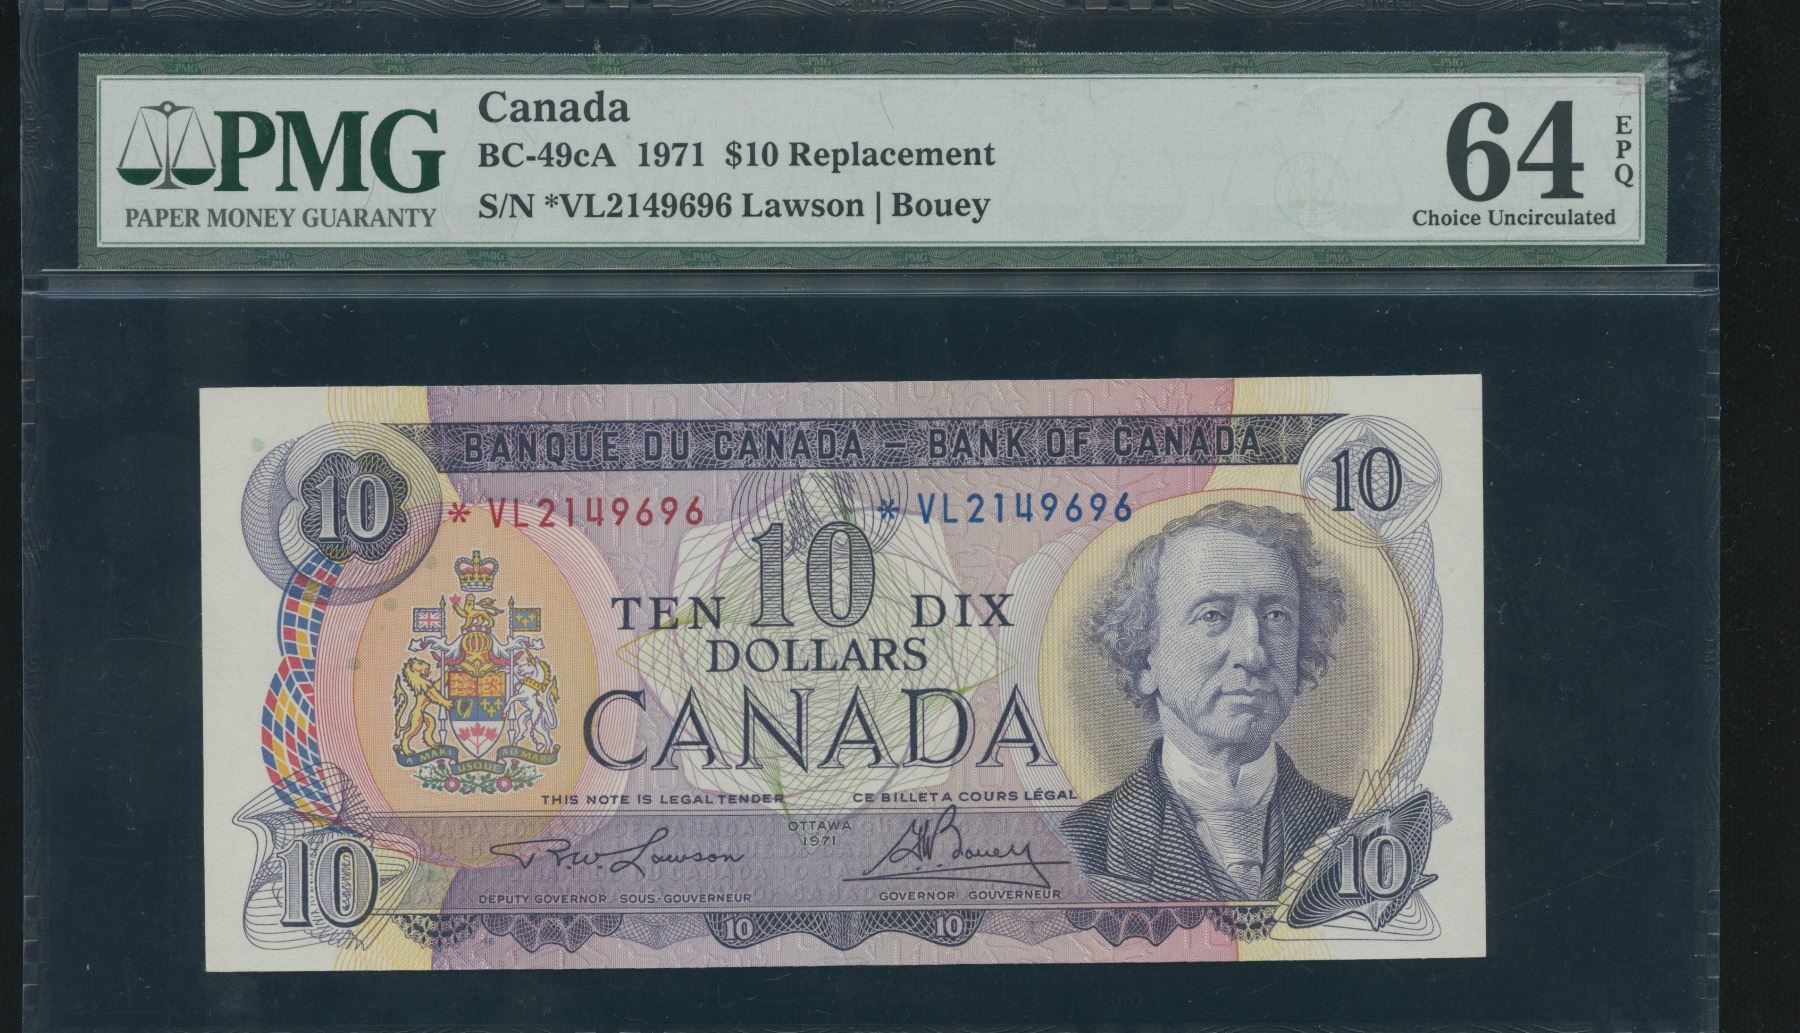 PMG
PAPER MONEY GUARANTY
Canada
BC-49cA 1971 $10 Replacement
S/N *VL2149696 Lawson | Bouey
64
EPQ
Choice Uncirculated
BANQUE DU CANADA – BANK OF CANADA
10
10
* VL2149696
* VL2149696
10
TEN DIX
DOLLARS
CANADA
A MARI USQUE AD MARE
THIS NOTE IS LEGAL TENDER CE BILLET A COURS LÉGAL
OTTAWA
1971
R.W. Lawson
G.K. Bouey
DEPUTY GOVERNOR SOUS-GOUVERNEUR
GOVERNOR GOUVERNEUR
10
10
10
10